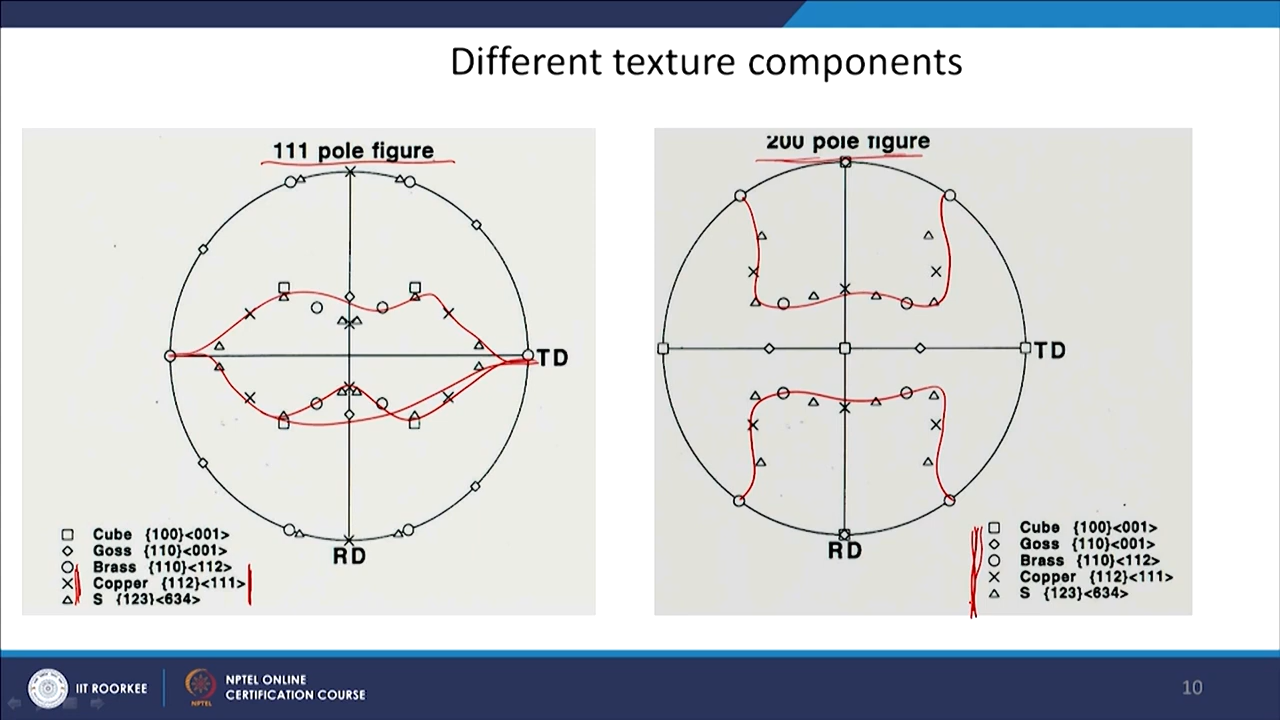 Different texture components
111 pole figure
TD
RD
Cube {100}<001>
Goss {110}<001>
Brass {110}<112>
Copper {112}<111>
S {123}<634>
200 pole figure
TD
RD
Cube {100}<001>
Goss {110}<001>
Brass {110}<112>
Copper {112}<111>
S {123}<634>
IIT ROORKEE
NPTEL
NPTEL ONLINE
CERTIFICATION COURSE
10